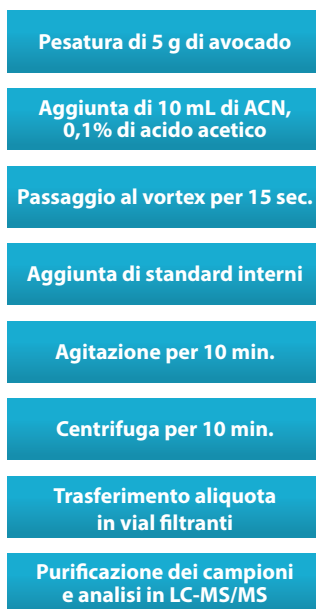 Pesatura di 5 g di avocado
Aggiunta di 10 mL di ACN,
0,1% di acido acetico
Passaggio al vortex per 15 sec.
Aggiunta di standard interni
Agitazione per 10 min.
Centrifuga per 10 min.
Trasferimento aliquota
in vial filtranti
Purificazione dei campioni
e analisi in LC-MS/MS